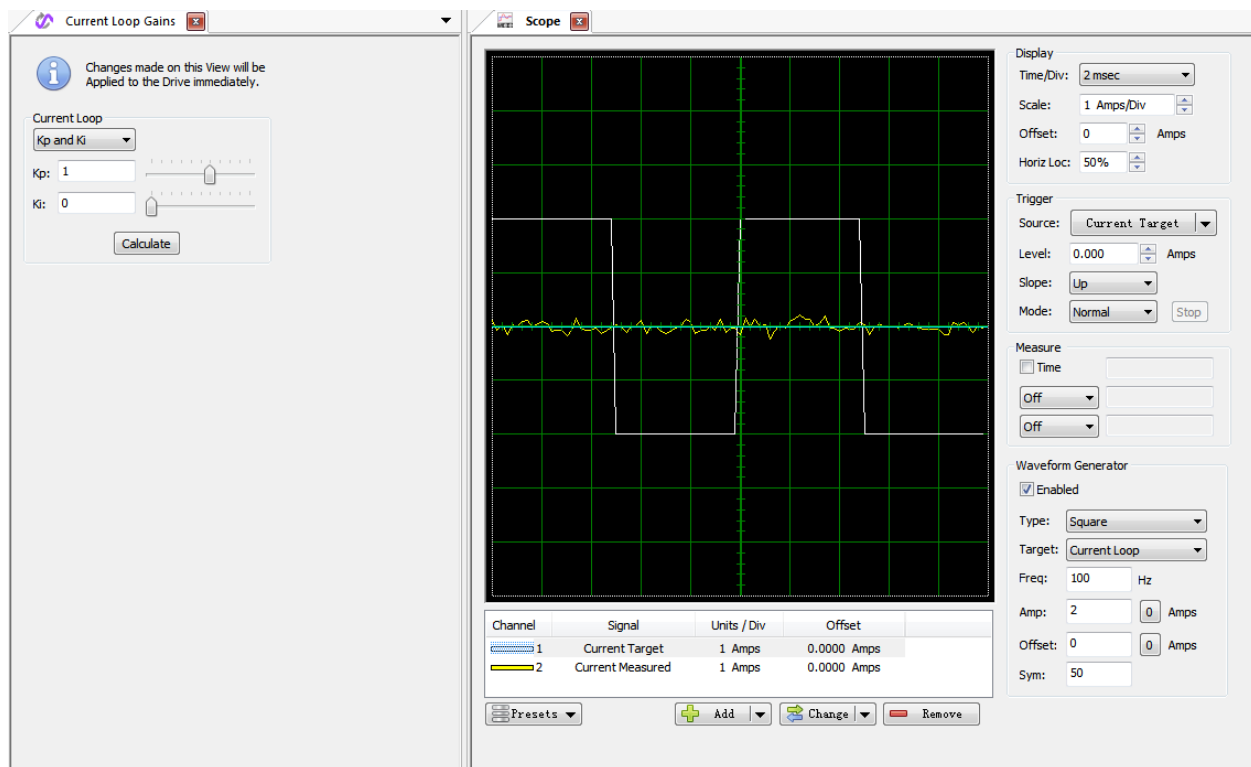 Current Loop Gains
Changes made on this View will be
Applied to the Drive immediately.
Current Loop
Kp and Ki
Kp: 1
Ki: 0
Calculate
Scope
Display
Time/Div: 2 msec
Scale: 1 Amps/Div
Offset: 0 Amps
Horiz Loc: 50%
Trigger
Source: Current Target
Level: 0.000 Amps
Slope: Up
Mode: Normal Stop
Measure
Time
Off
Off
Waveform Generator
Enabled
Type: Square
Target: Current Loop
Freq: 100 Hz
Amp: 2 0 Amps
Offset: 0 0 Amps
Sym: 50
Channel Signal Units / Div Offset
1 Current Target 1 Amps 0.0000 Amps
2 Current Measured 1 Amps 0.0000 Amps
Presets Add Change Remove